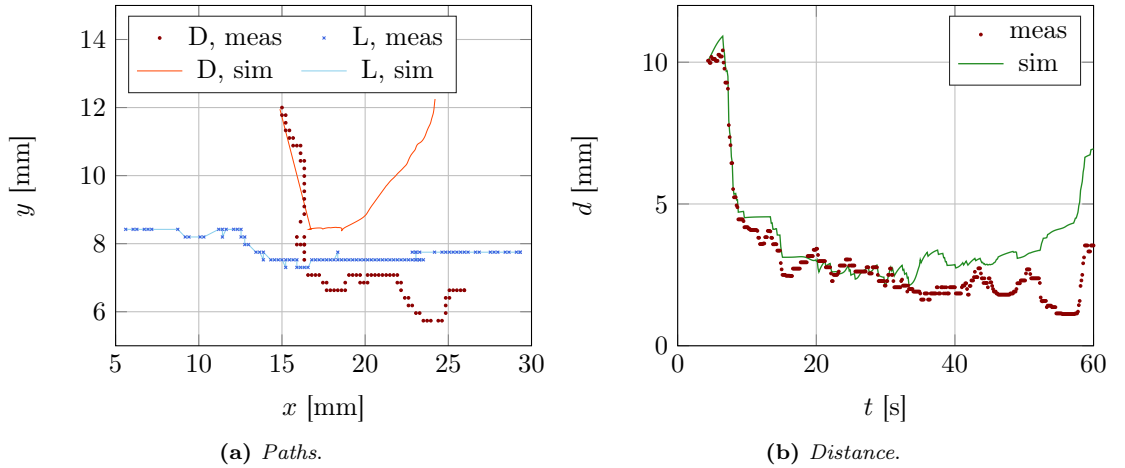 D, meas L, meas
D, sim L, sim
14
12
10
8
6
y [mm]
5 10 15 20 25 30
x [mm]
(a) Paths.
meas
sim
10
5
0
d [mm]
0 20 40 60
t [s]
(b) Distance.